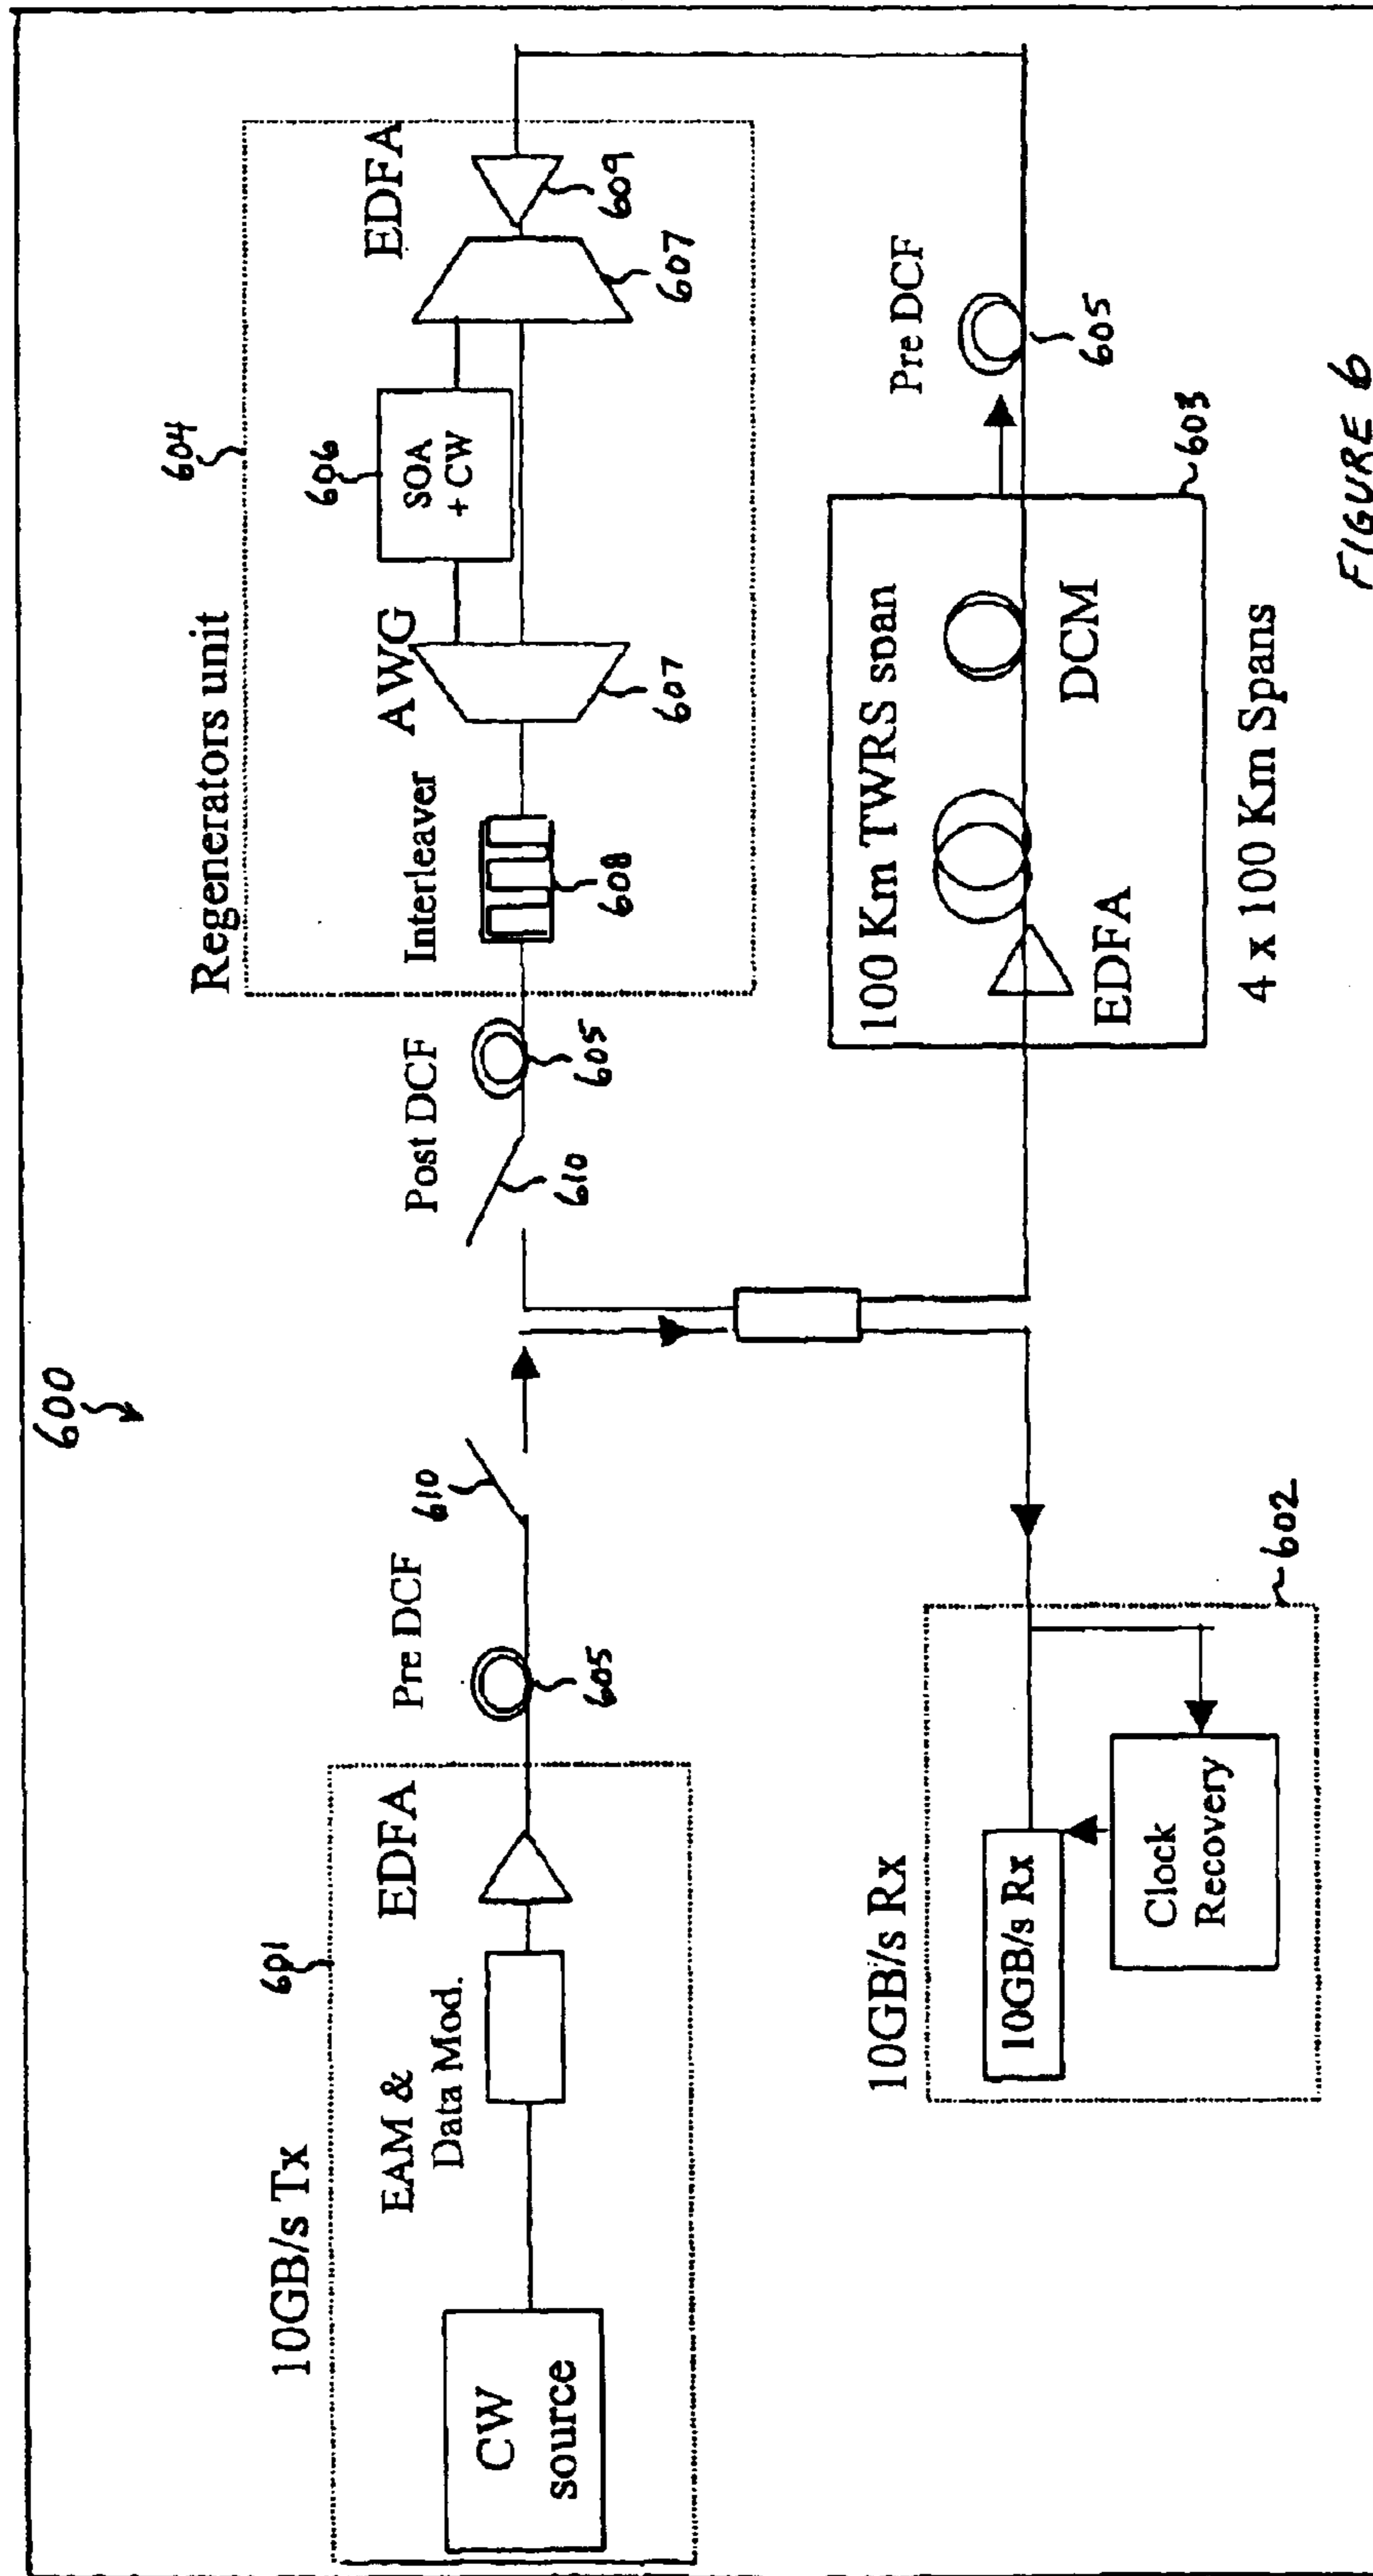 600
10GB/s Tx
601
CW
source
EAM &
Data Mod.
EDFA
Pre DCF
605
610
610
Post DCF
605
Regenerators unit
604
Interleaver
608
AWG
607
606
SOA
+ CW
607
EDFA
609
10GB/s Rx
10GB/s Rx
Clock
Recovery
602
100 Km TWRS span
EDFA
DCM
603
4 x 100 Km Spans
Pre DCF
605
FIGURE 6